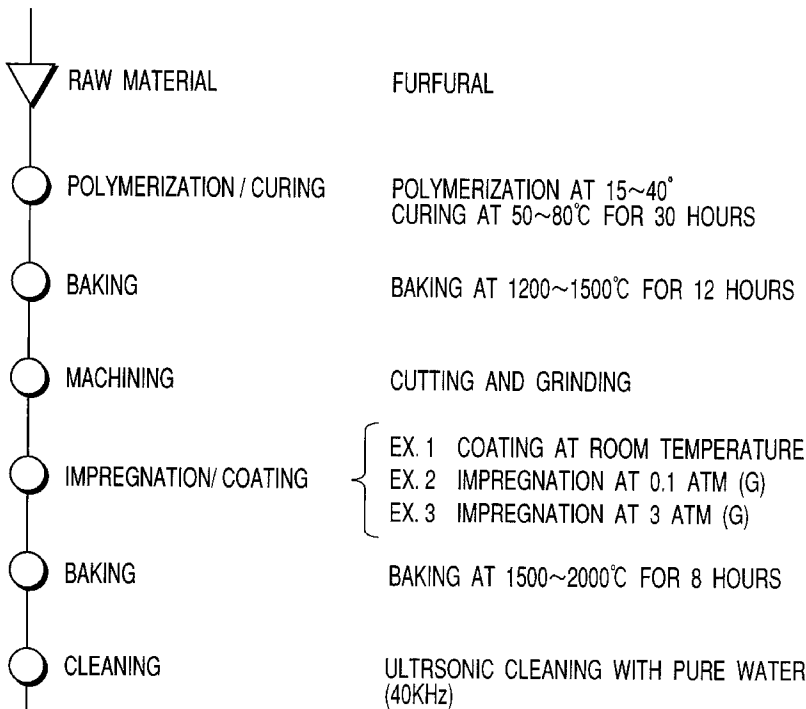 RAW MATERIAL FURFURAL
POLYMERIZATION / CURING POLYMERIZATION AT 15~40°
CURING AT 50~80℃ FOR 30 HOURS
BAKING BAKING AT 1200~1500℃ FOR 12 HOURS
MACHINING CUTTING AND GRINDING
EX. 1 COATING AT ROOM TEMPERATURE
IMPREGNATION/ COATING EX. 2 IMPREGNATION AT 0.1 ATM (G)
EX. 3 IMPREGNATION AT 3 ATM (G)
BAKING BAKING AT 1500~2000℃ FOR 8 HOURS
CLEANING ULTRSONIC CLEANING WITH PURE WATER
(40KHz)